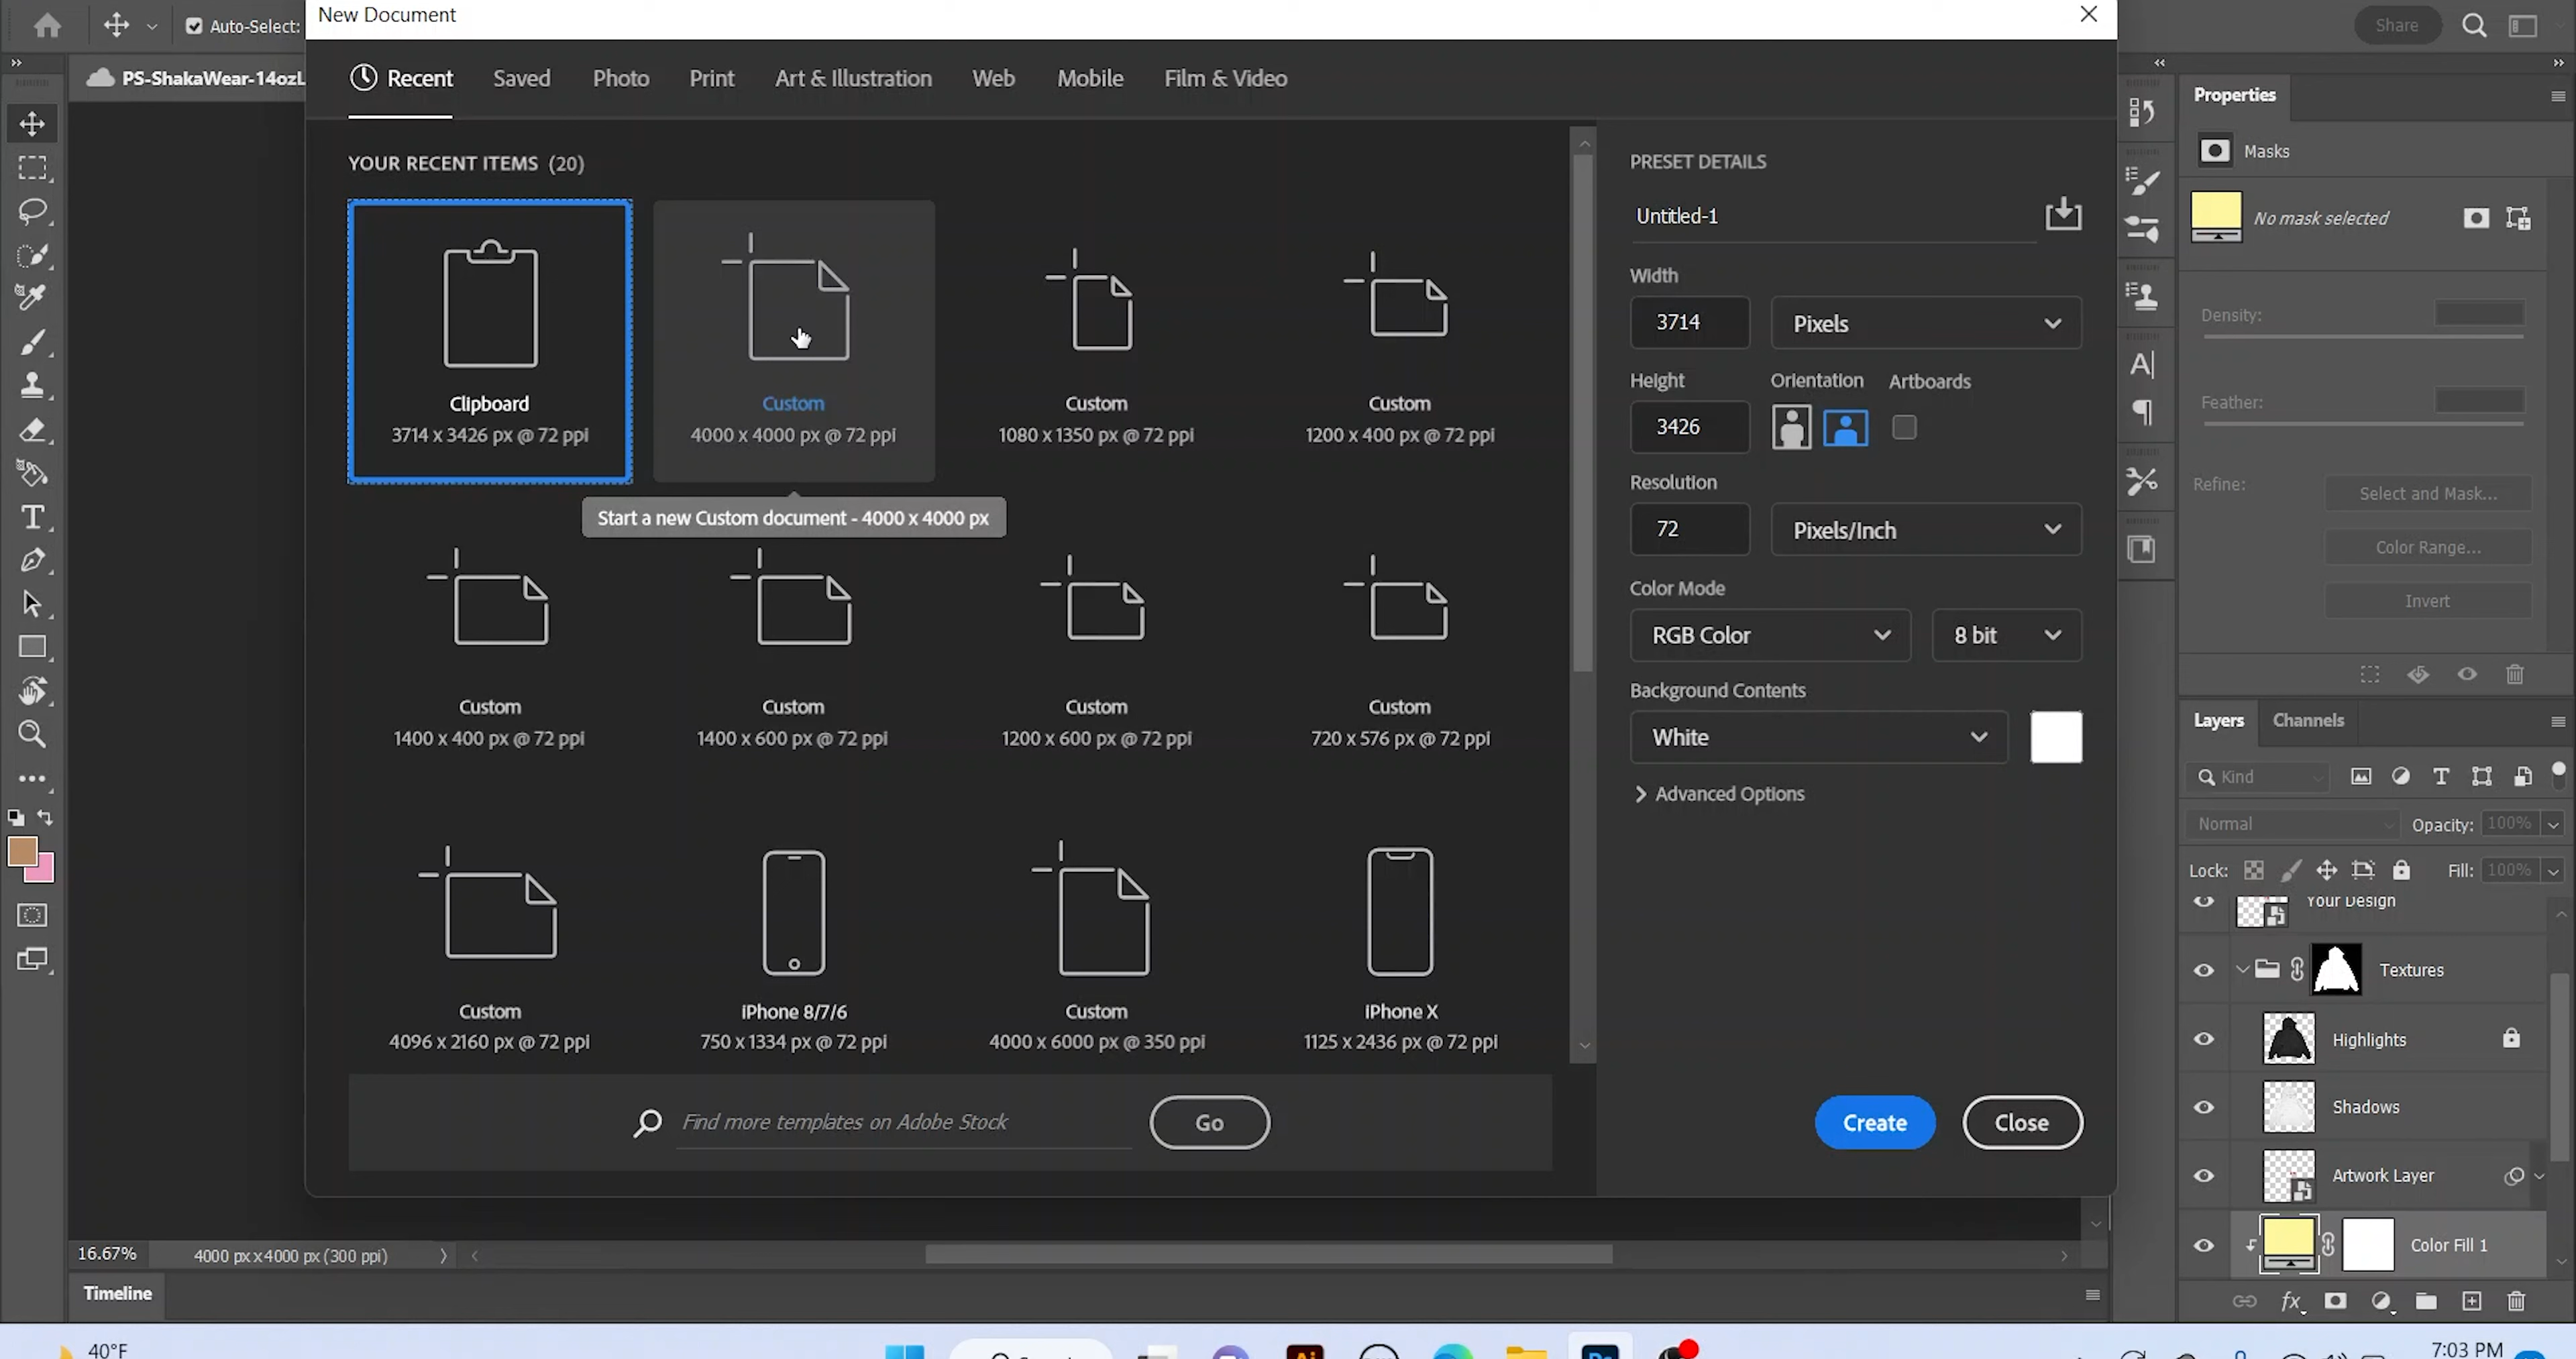 New Document
Auto-Select:
Share
PS-ShakaWear-14ozL
Recent
Saved
Photo
Print
Art & Illustration
Web
Mobile
Film & Video
YOUR RECENT ITEMS (20)
Clipboard
3714 x 3426 px @ 72 ppi
Custom
4000 x 4000 px @ 72 ppi
Custom
1080 x 1350 px @ 72 ppi
Custom
1200 x 400 px @ 72 ppi
Start a new Custom document - 4000 x 4000 px
Custom
1400 x 400 px @ 72 ppi
Custom
1400 x 600 px @ 72 ppi
Custom
1200 x 600 px @ 72 ppi
Custom
720 x 576 px @ 72 ppi
Custom
4096 x 2160 px @ 72 ppi
iPhone 8/7/6
750 x 1334 px @ 72 ppi
Custom
4000 x 6000 px @ 350 ppi
iPhone X
1125 x 2436 px @ 72 ppi
Find more templates on Adobe Stock
Go
PRESET DETAILS
Untitled-1
Width
3714
Pixels
Height
Orientation
Artboards
3426
Resolution
72
Pixels/Inch
Color Mode
RGB Color
8 bit
Background Contents
White
Advanced Options
Create
Close
Properties
Masks
No mask selected
Density:
Feather:
Refine:
Select and Mask...
Color Range...
Invert
Layers
Channels
Kind
Normal
Opacity:
100%
Lock:
Fill:
100%
Your Design
Textures
Highlights
Shadows
Artwork Layer
Color Fill 1
16.67%
4000 px x 4000 px (300 ppi)
Timeline
40°F
7:03 PM